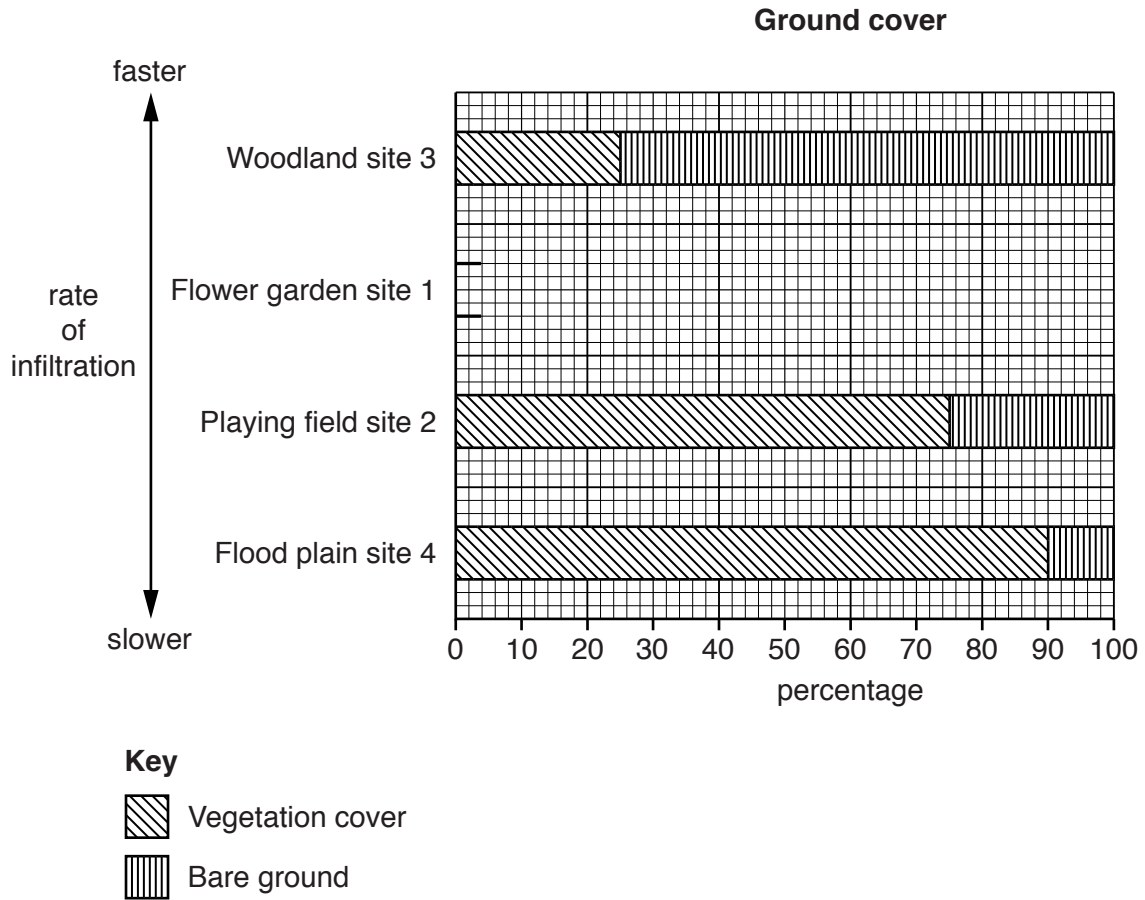 Ground cover
faster
Woodland site 3
Flower garden site 1
rate
of
infiltration
Playing field site 2
Flood plain site 4
slower
0 10 20 30 40 50 60 70 80 90 100
percentage
Key
Vegetation cover
Bare ground